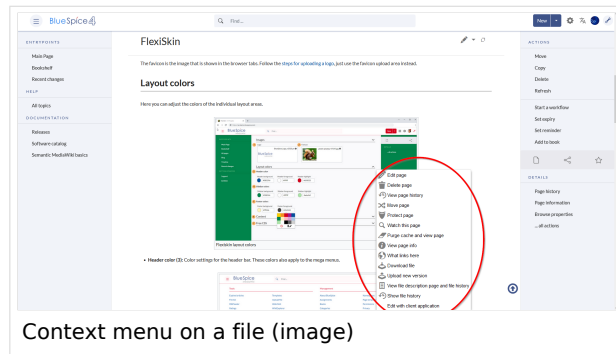 BlueSpice
Find...
New
ENTRYPOINTS
Main Page
Bookshelf
Recent changes
HELP
All topics
DOCUMENTATION
Releases
Software catalog
Semantic MediaWiki basics
FlexiSkin
The favicon is the image that is shown in the browser tabs. Follow the steps for uploading a logo, just use the favicon upload area instead.
Layout colors
Here you can adjust the colors of the individual layout areas.
Flexiskin layout colors
Header color (3): Color settings for the header bar. These colors also apply to the mega menus.
BlueSpice
Edit page
Delete page
View page history
Move page
Protect page
Watch this page
Purge cache and view page
View page info
What links here
Download file
Upload new version
View file description page and file history
Show file history
Edit with client application
ACTIONS
Move
Copy
Delete
Refresh
Start a workflow
Set expiry
Set reminder
Add to book
DETAILS
Page history
Page information
Browse properties
... all actions
Context menu on a file (image)